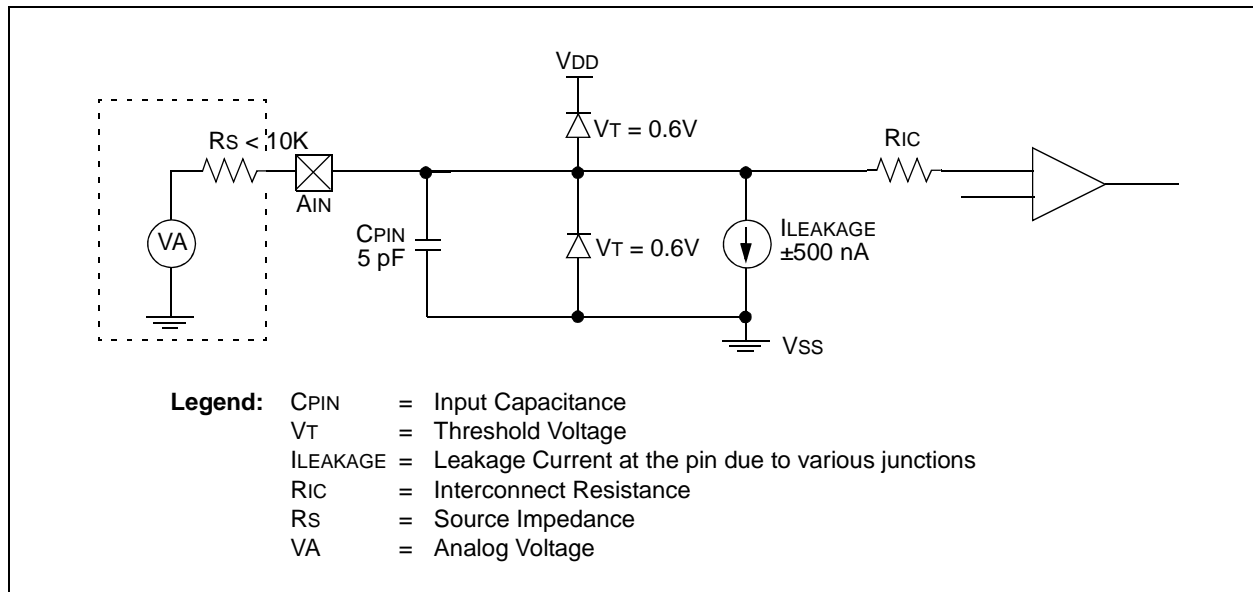 VDD
VT = 0.6V
RS < 10K
RIC
AIN
VA
CPIN
5 pF
VT = 0.6V
ILEAKAGE
±500 nA
VSS
Legend: CPIN = Input Capacitance
VT = Threshold Voltage
ILEAKAGE = Leakage Current at the pin due to various junctions
RIC = Interconnect Resistance
RS = Source Impedance
VA = Analog Voltage